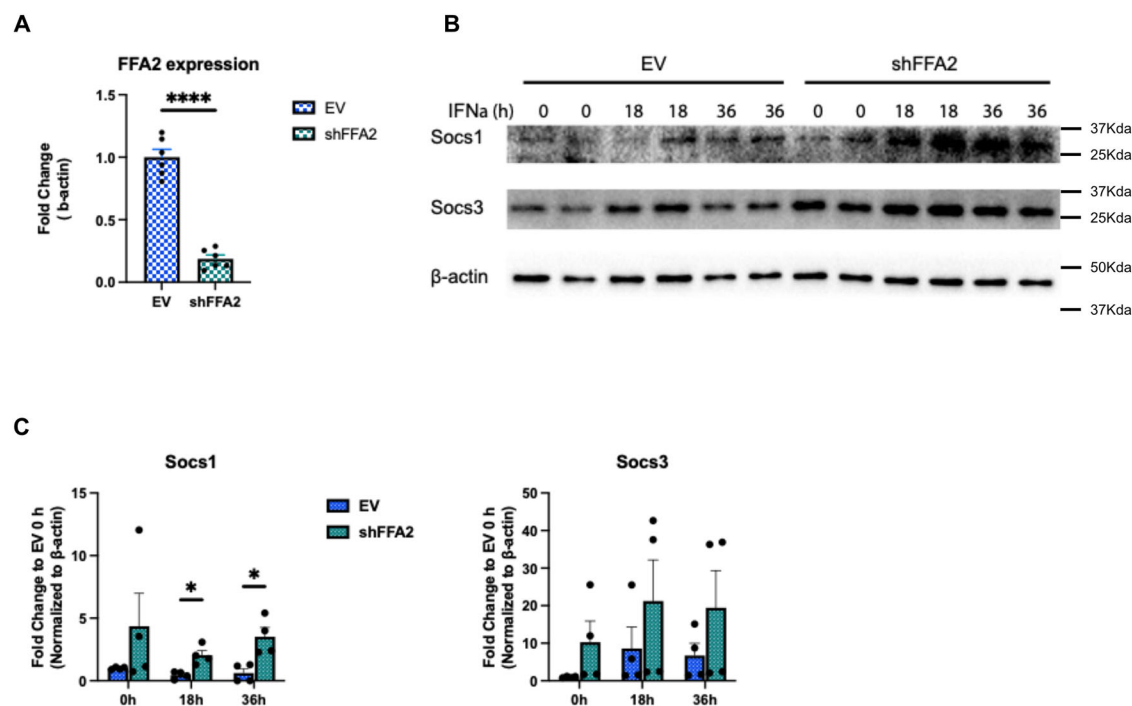 A
FFA2 expression
1.5
1.0
0.5
0.0
Fold Change
( b-actin)
****
EV
shFFA2
EV
shFFA2
B
EV
shFFA2
IFNa (h)
0 0 18 18 36 36 0 0 18 18 36 36
Socs1
37Kda
25Kda
Socs3
37Kda
25Kda
β-actin
50Kda
37Kda
C
Socs1
15
10
5
0
Fold Change to EV 0 h
(Normalized to β-actin)
*
*
0h 18h 36h
EV
shFFA2
Socs3
50
40
30
20
10
0
Fold Change to EV 0 h
(Normalized to β-actin)
0h 18h 36h